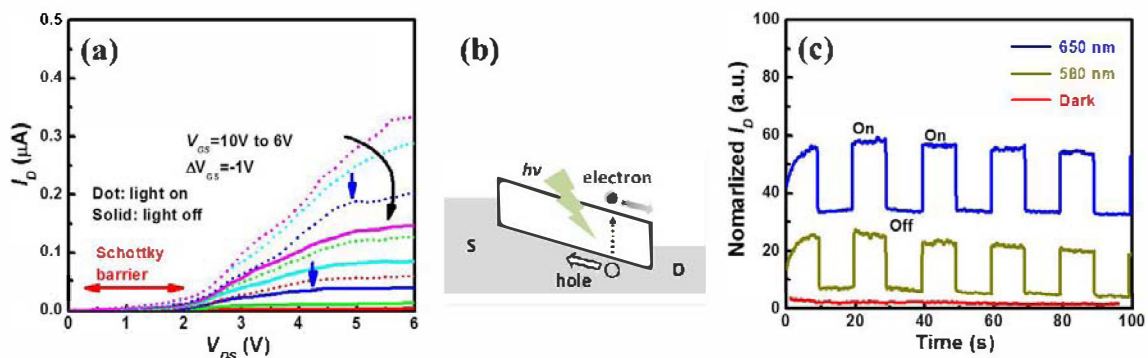 (a)
0.5
0.4
0.3
0.2
0.1
0.0
I_D (μA)
V_GS=10V to 6V
ΔV_GS=-1V
Dot: light on
Solid: light off
Schottky
barrier
0 1 2 3 4 5 6
V_DS (V)
(b)
hν
electron
S
hole
D
(c)
100
80
60
40
20
0
Nomarlized I_D (a.u.)
650 nm
580 nm
Dark
On
On
Off
0 20 40 60 80 100
Time (s)